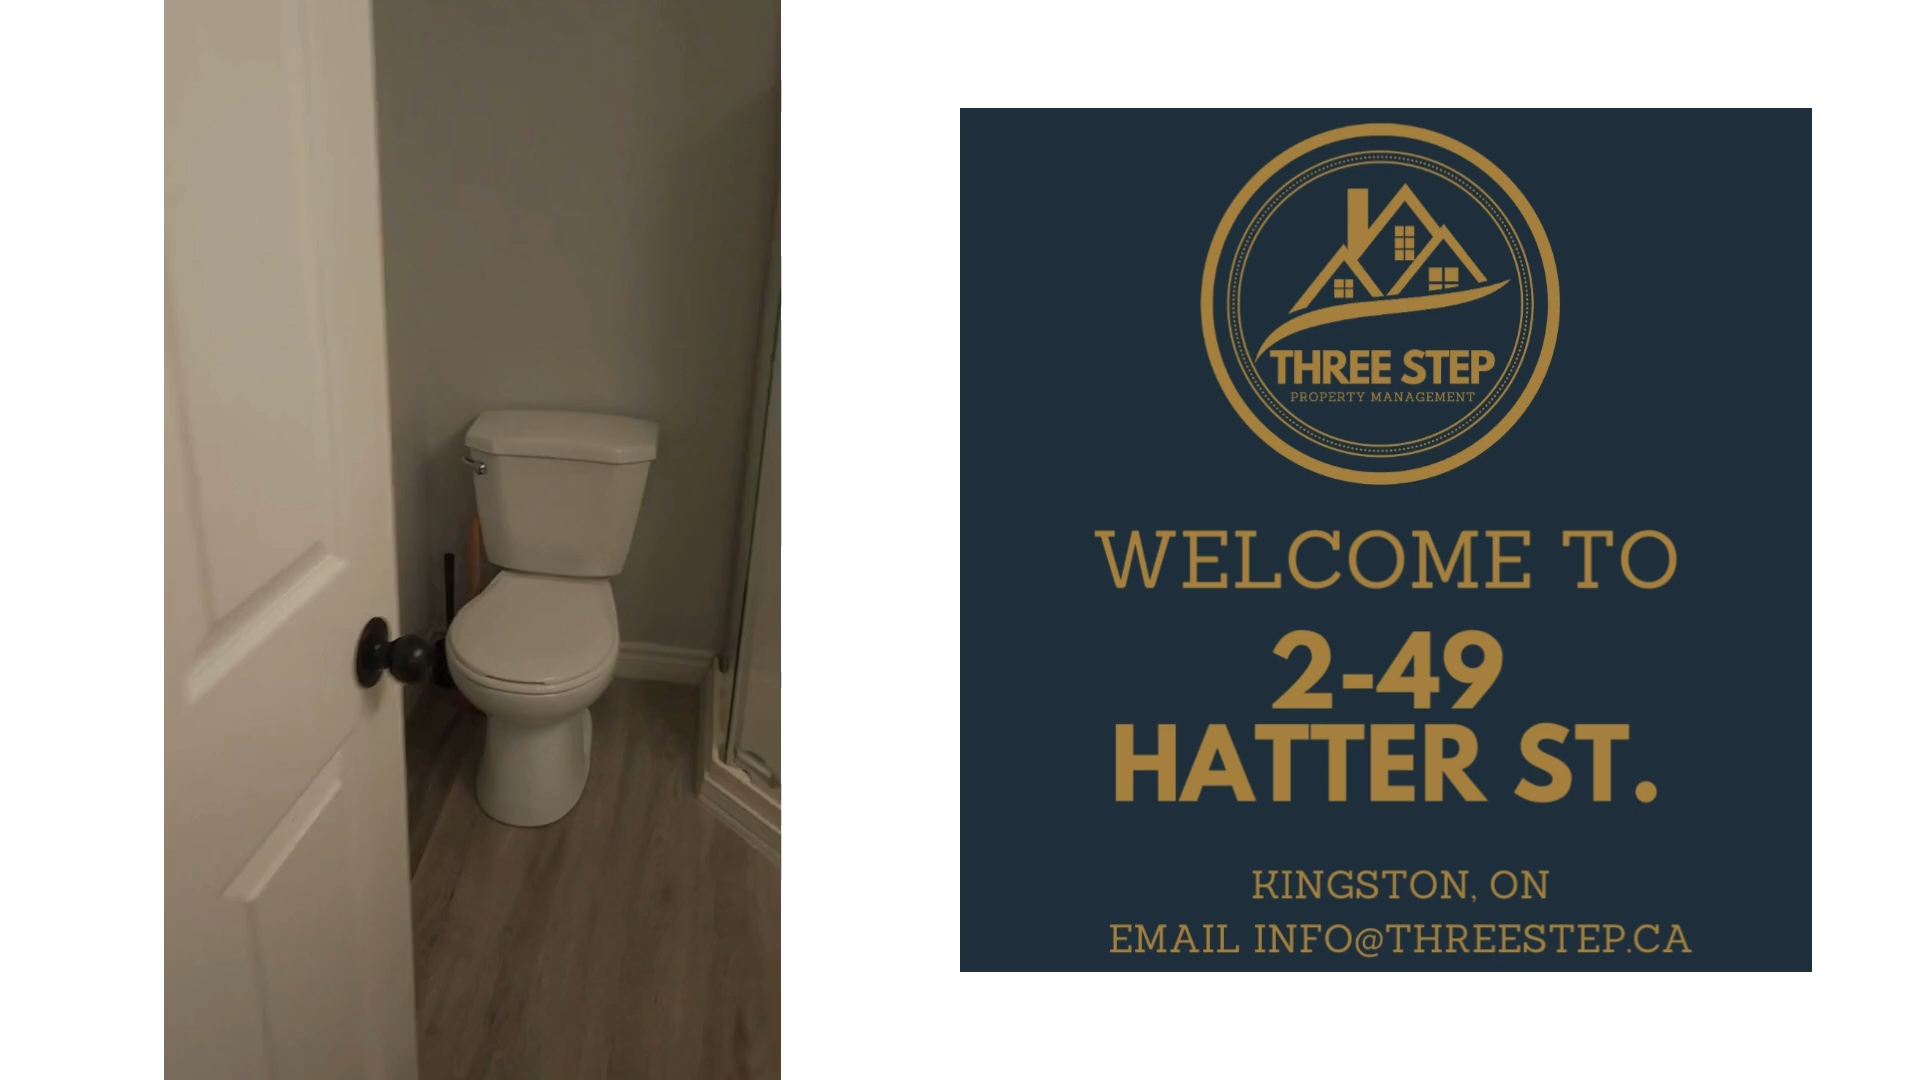 THREE STEP
PROPERTY MANAGEMENT
WELCOME TO
2-49
HATTER ST.
KINGSTON, ON
EMAIL INFO@THREESTEP.CA